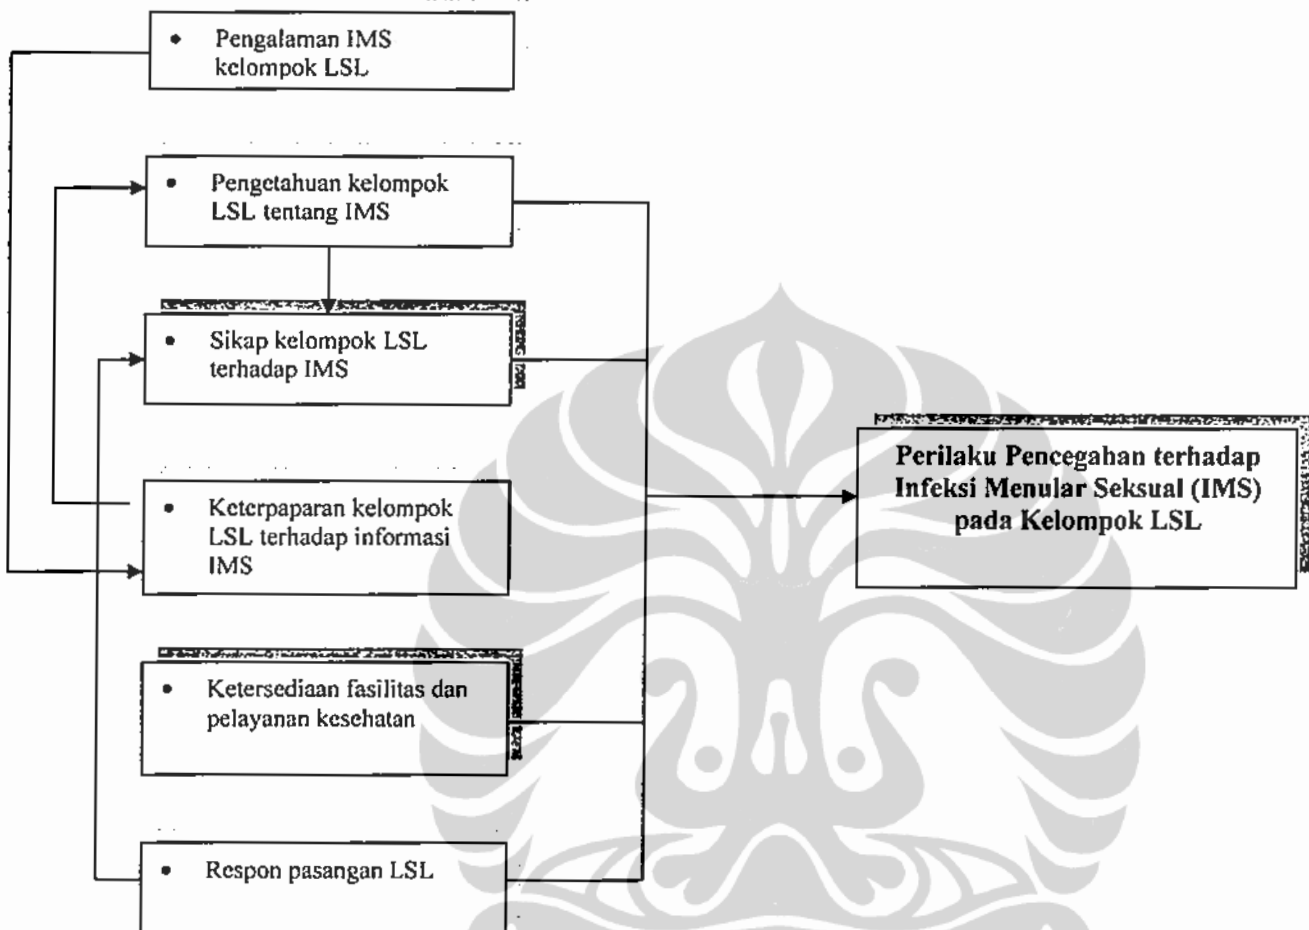 • Pengalaman IMS
kelompok LSL
• Pengetahuan kelompok
LSL tentang IMS
• Sikap kelompok LSL
terhadap IMS
• Keterpaparan kelompok
LSL terhadap informasi
IMS
• Ketersediaan fasilitas dan
pelayanan kesehatan
• Respon pasangan LSL
Perilaku Pencegahan terhadap
Infeksi Menular Seksual (IMS)
pada Kelompok LSL